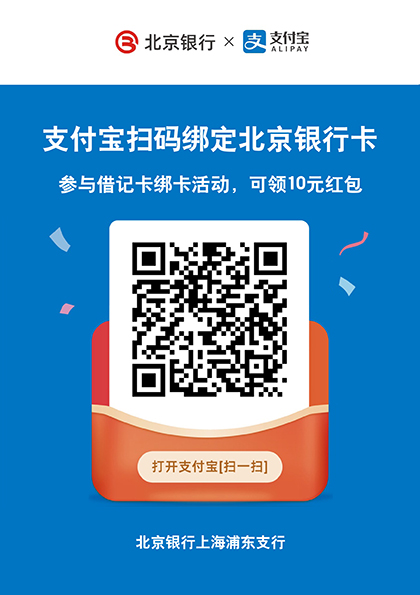 北京银行 × 支付宝
ALIPAY
支付宝扫码绑定北京银行卡
参与借记卡绑卡活动，可领10元红包
打开支付宝[扫一扫]
北京银行上海浦东支行